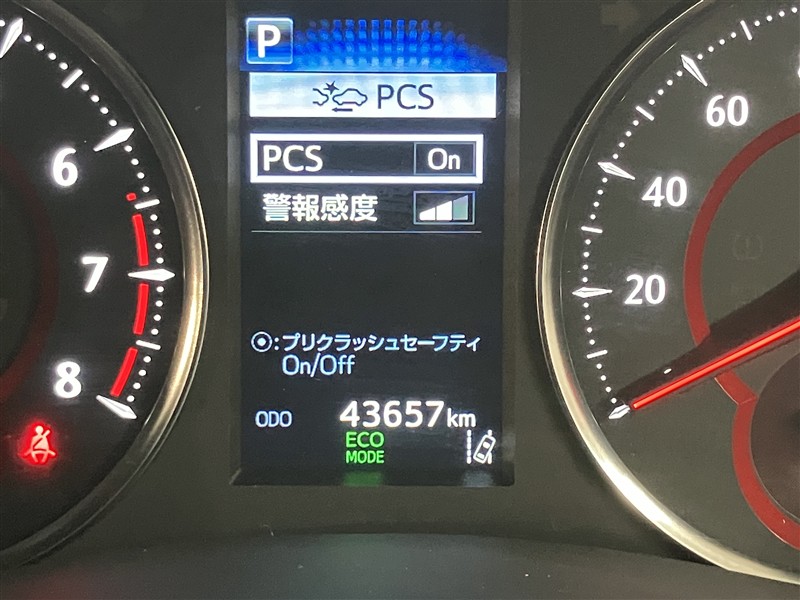 P
PCS
PCS On
警報感度
:プリクラッシュセーフティ
On/Off
ODO 43657km
ECO
MODE
6
7
8
60
40
20